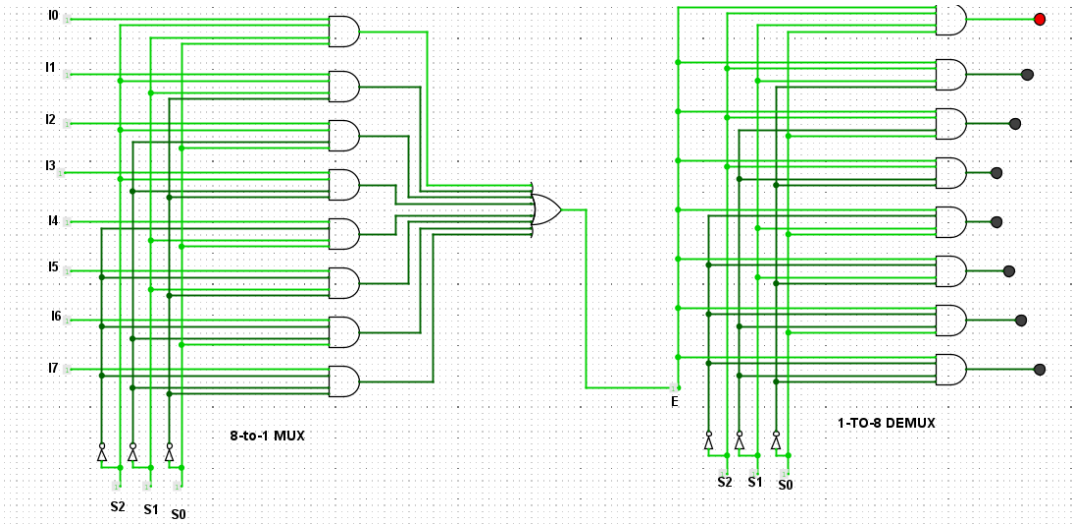 I0
I1
I2
I3
I4
I5
I6
I7
E
8-to-1 MUX
1-TO-8 DEMUX
S2 S1 S0
S2 S1 S0